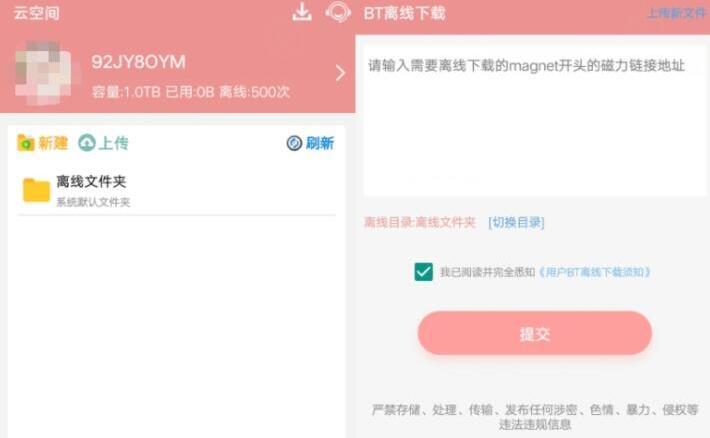 云空间
92JY8OYM
容量:1.0TB 已用:0B 离线:500次
新建 上传 刷新
离线文件夹
系统默认文件夹
BT离线下载 上传新文件
请输入需要离线下载的magnet开头的磁力链接地址
离线目录:离线文件夹 [切换目录]
我已阅读并完全悉知《用户BT离线下载须知》
提交
严禁存储、处理、传输、发布任何涉密、色情、暴力、侵权等
违法违规信息